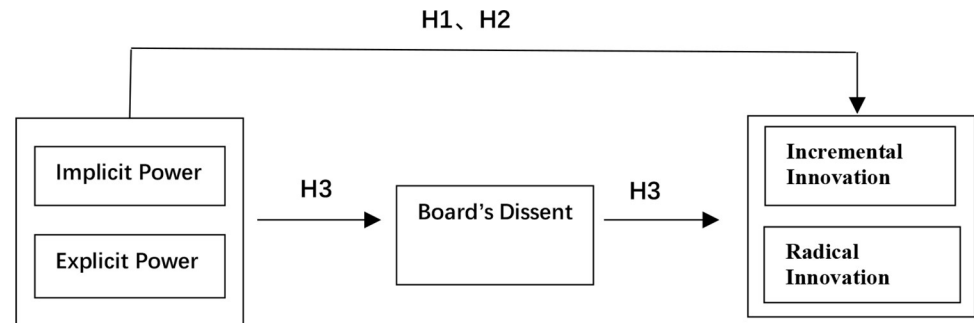 H1、H2
Implicit Power
Explicit Power
H3
Board’s Dissent
H3
Incremental
Innovation
Radical
Innovation